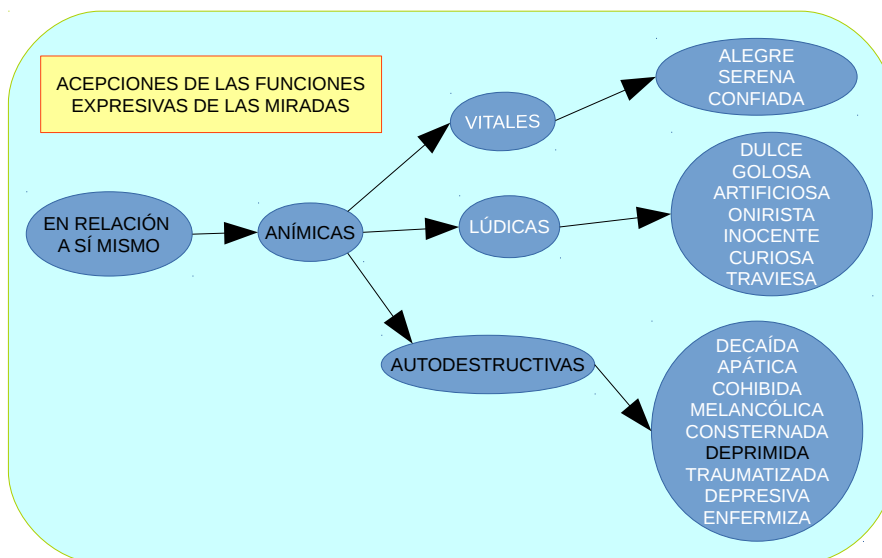 ACEPCIONES DE LAS FUNCIONES
EXPRESIVAS DE LAS MIRADAS
EN RELACIÓN
A SÍ MISMO
ANÍMICAS
VITALES
ALEGRE
SERENA
CONFIADA
LÚDICAS
DULCE
GOLOSA
ARTIFICIOSA
ONIRISTA
INOCENTE
CURIOSA
TRAVIESA
AUTODESTRUCTIVAS
DECAÍDA
APÁTICA
COHIBIDA
MELANCÓLICA
CONSTERNADA
DEPRIMIDA
TRAUMATIZADA
DEPRESIVA
ENFERMIZA